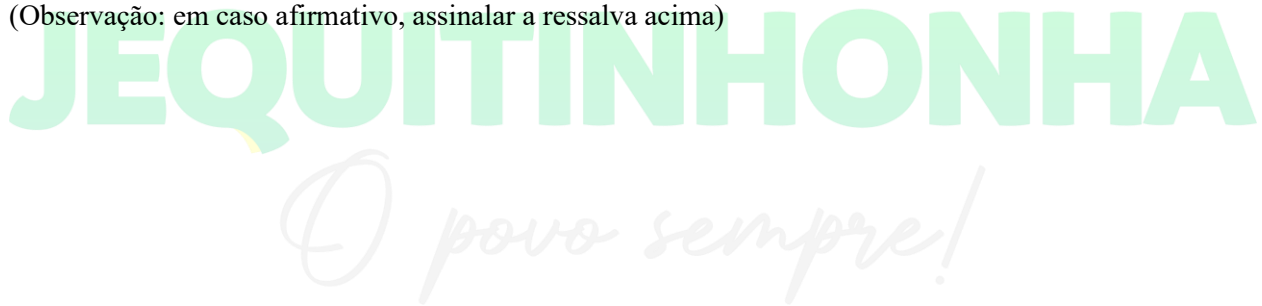 (Observação: em caso afirmativo, assinalar a ressalva acima)
JEQUITINHONHA
O povo sempre!